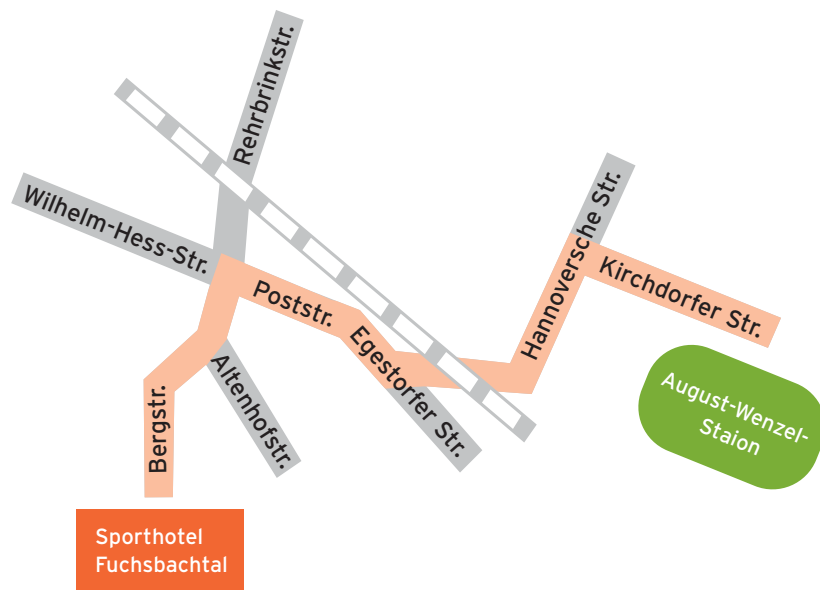 Rehrbrinkstr.
Wilhelm-Hess-Str.
Hannoversche Str.
Kirchdorfer Str.
Poststr.
Egestorfer Str.
Altenhofstr.
Bergstr.
August-Wenzel-
Staion
Sporthotel
Fuchsbachtal